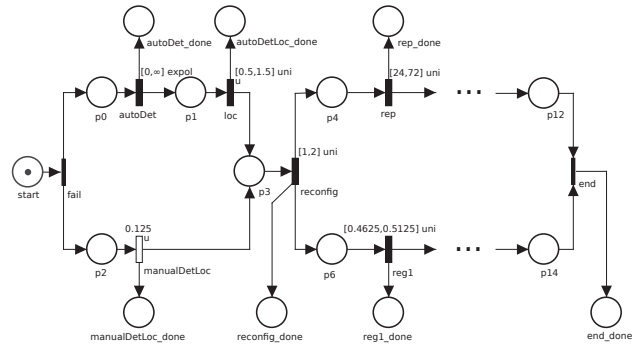 autoDet_done
autoDetLoc_done
rep_done
[0,∞] expol
[0.5,1.5] uni
u
[24,72] uni
p0
autoDet
p1
loc
p4
rep
...
p12
[1,2] uni
start
fail
p3
reconfig
end
0.125
u
[0.4625,0.5125] uni
p2
manualDetLoc
p6
reg1
...
p14
manualDetLoc_done
reconfig_done
reg1_done
end_done